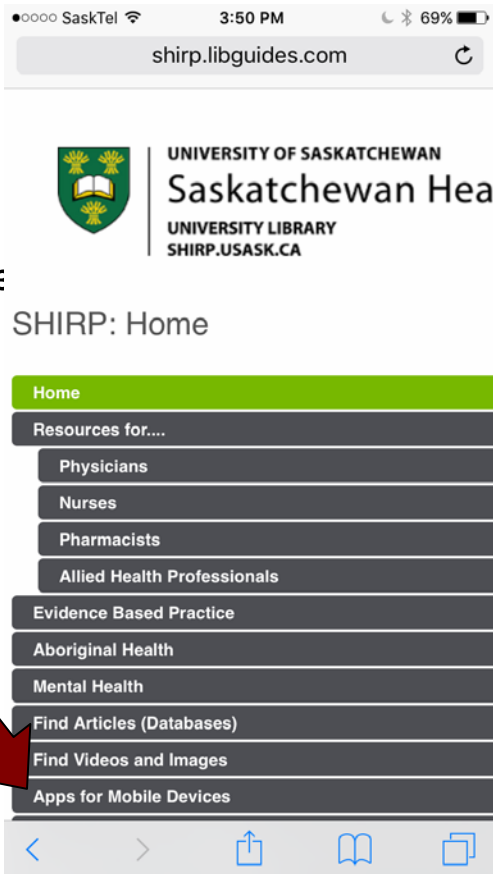 SaskTel 3:50 PM 69%
shirp.libguides.com
UNIVERSITY OF SASKATCHEWAN
Saskatchewan Hea
UNIVERSITY LIBRARY
SHIRP.USASK.CA
SHIRP: Home
Home
Resources for....
Physicians
Nurses
Pharmacists
Allied Health Professionals
Evidence Based Practice
Aboriginal Health
Mental Health
Find Articles (Databases)
Find Videos and Images
Apps for Mobile Devices